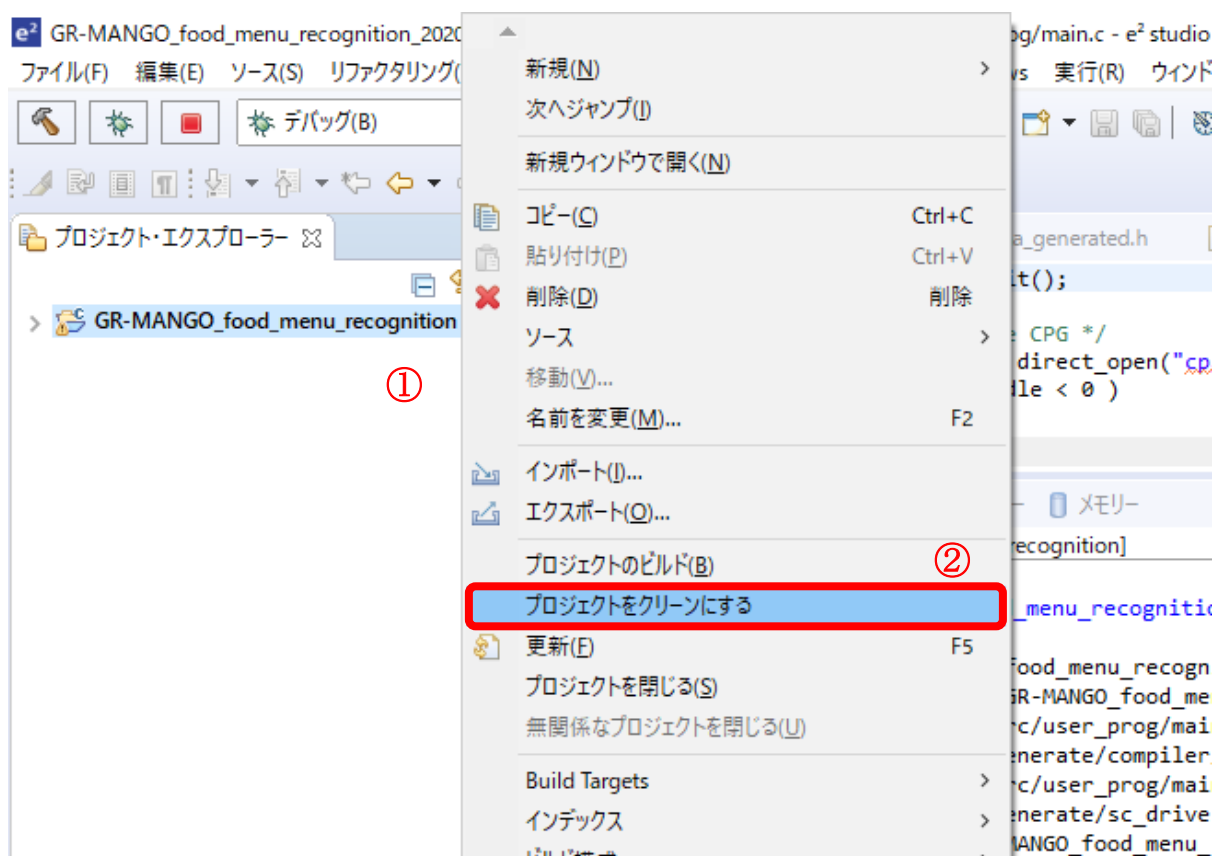 e² GR-MANGO_food_menu_recognition_2020
og/main.c - e² studio
ファイル(F) 編集(E) ソース(S) リファクタリング(
ws 実行(R) ウィンド
デバッグ(B)
プロジェクト・エクスプローラー
GR-MANGO_food_menu_recognition
①
新規(N)
次へジャンプ(I)
新規ウィンドウで開く(N)
コピー(C) Ctrl+C
貼り付け(P) Ctrl+V
削除(D) 削除
ソース
移動(V)...
名前を変更(M)... F2
インポート(I)...
エクスポート(O)...
プロジェクトのビルド(B)
②
プロジェクトをクリーンにする
更新(F) F5
プロジェクトを閉じる(S)
無関係なプロジェクトを閉じる(U)
Build Targets
インデックス
a_generated.h
it();
CPG */
direct_open("cp
dle < 0 )
メモリー
recognition]
_menu_recognitio
food_menu_recogn
GR-MANGO_food_me
rc/user_prog/mai
enerate/compiler
rc/user_prog/mai
enerate/sc_drive
MANGO_food_menu_